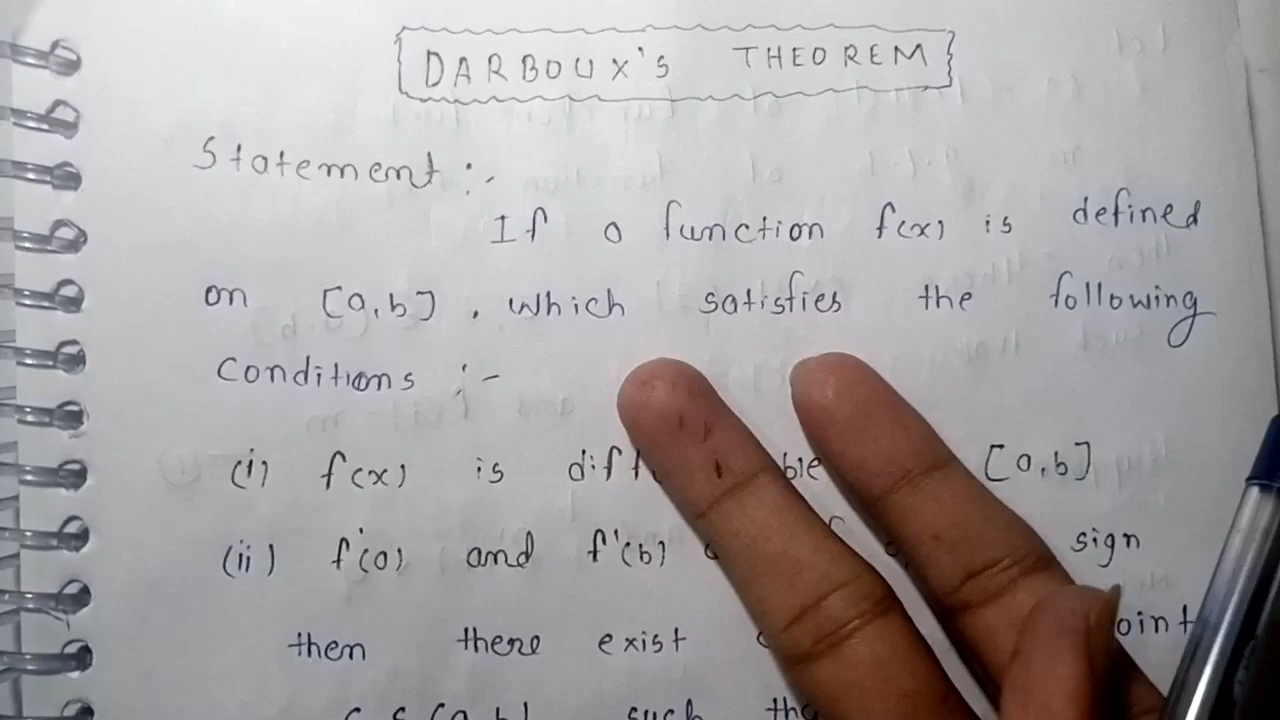 DARBOUX's THEOREM
Statement :-
If a function f(x) is defined
on [a,b], which satisfies the following
Conditions :-
(i) f(x) is [a,b]
(ii) f'(a) and f'(b) sign
then there exist
such